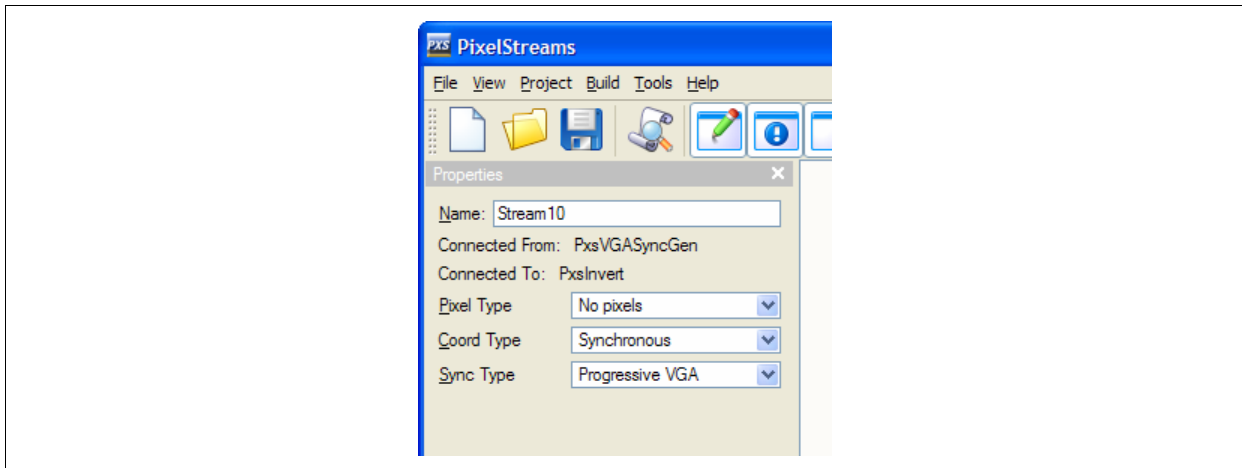 PXS PixelStreams
File View Project Build Tools Help
Properties
Name: Stream10
Connected From: PxsVGASyncGen
Connected To: PxsInvert
Pixel Type No pixels
Coord Type Synchronous
Sync Type Progressive VGA